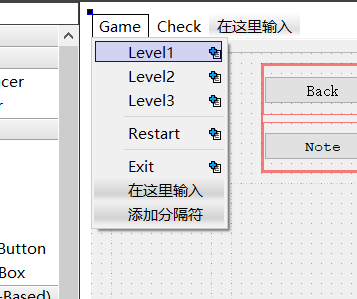 Game Check 在这里输入
Level1
Level2
Level3
Restart
Exit
在这里输入
添加分隔符
Back
Note
cer
r
Button
Box
-Based)